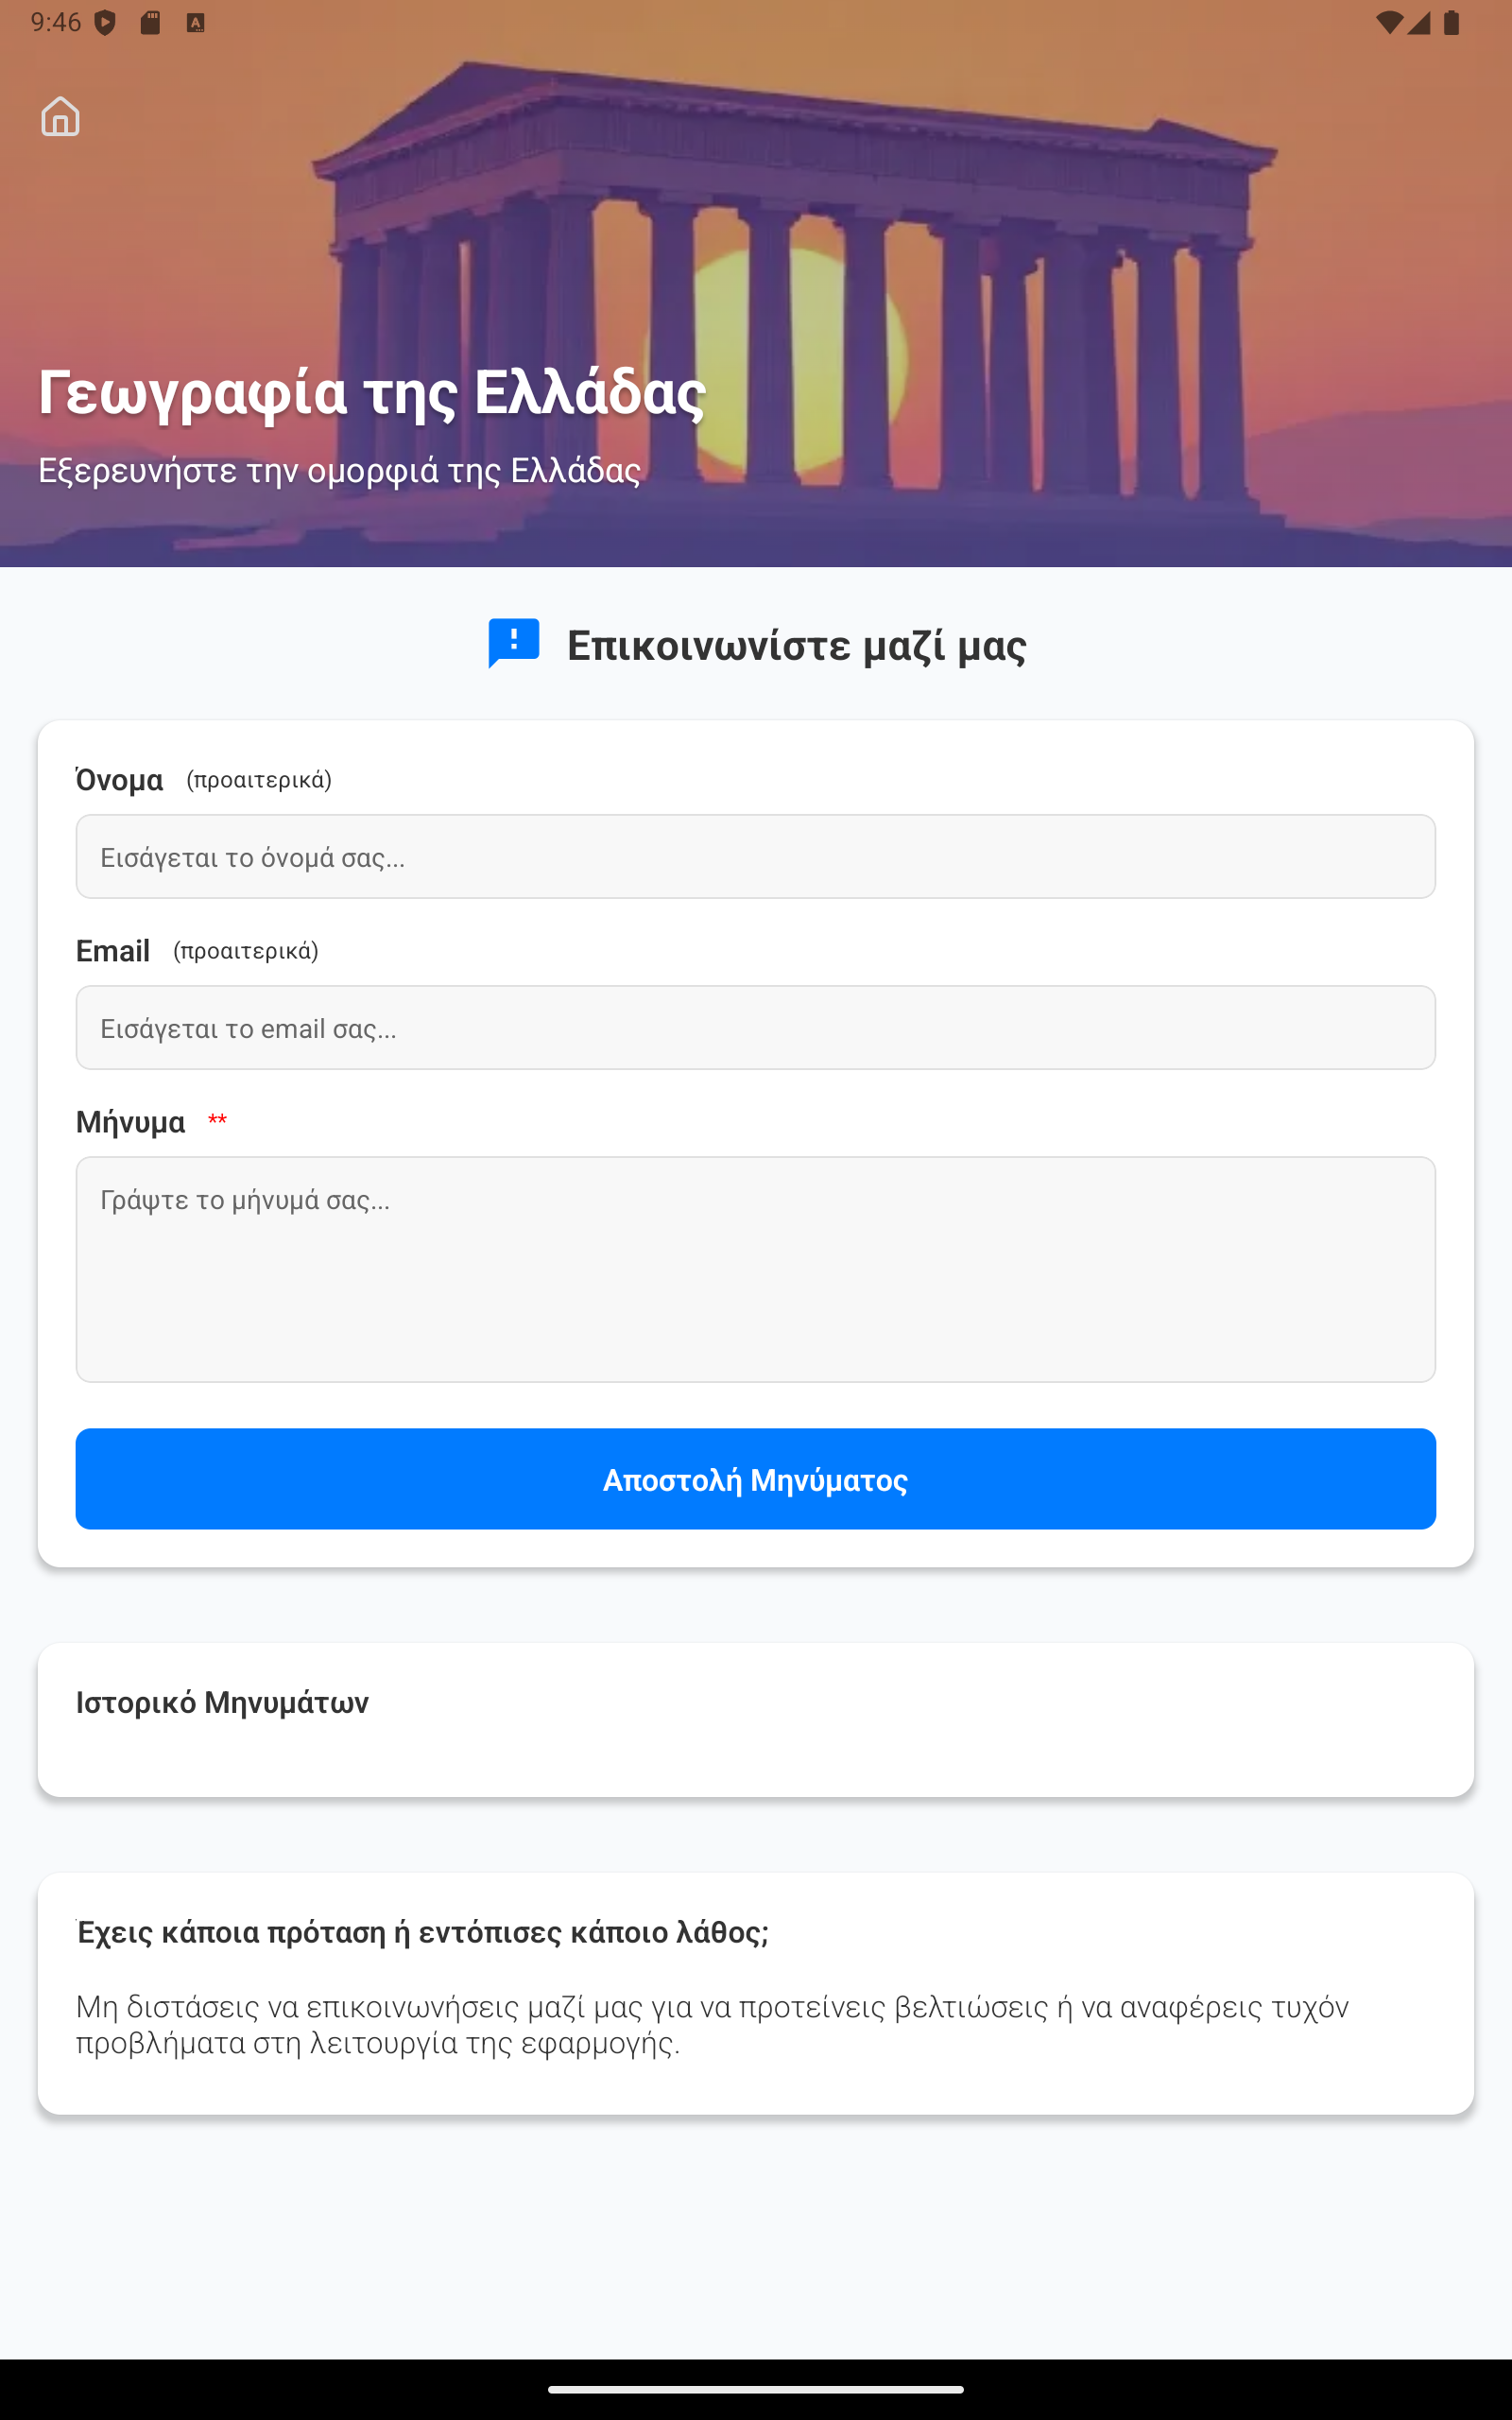 9:46
Γεωγραφία της Ελλάδας
Εξερευνήστε την ομορφιά της Ελλάδας
Επικοινωνίστε μαζί μας
Όνομα (προαιτερικά)
Εισάγεται το όνομά σας...
Email (προαιτερικά)
Εισάγεται το email σας...
Μήνυμα **
Γράψτε το μήνυμά σας...
Αποστολή Μηνύματος
Ιστορικό Μηνυμάτων
Έχεις κάποια πρόταση ή εντόπισες κάποιο λάθος;
Μη διστάσεις να επικοινωνήσεις μαζί μας για να προτείνεις βελτιώσεις ή να αναφέρεις τυχόν
προβλήματα στη λειτουργία της εφαρμογής.